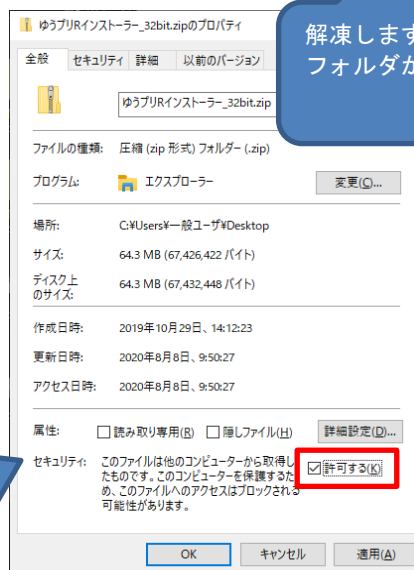 ゆうプリRインストーラー_32bit.zipのプロパティ
解凍します
フォルダが
全般 セキュリティ 詳細 以前のバージョン
ゆうプリRインストーラー_32bit.zip
ファイルの種類: 圧縮 (zip 形式) フォルダー (.zip)
プログラム: エクスプローラー 変更(C)...
場所: C:¥Users¥一般ユーザ¥Desktop
サイズ: 64.3 MB (67,426,422 バイト)
ディスク上
のサイズ: 64.3 MB (67,432,448 バイト)
作成日時: 2019年10月29日、14:12:23
更新日時: 2020年8月8日、9:50:27
アクセス日時: 2020年8月8日、9:50:27
属性: 読み取り専用(R) 隠しファイル(H) 詳細設定(D)...
セキュリティ: このファイルは他のコンピューターから取得し 許可する(K)
たものです。このコンピューターを保護するた
め、このファイルへのアクセスはブロックされる
可能性があります。
OK キャンセル 適用(A)